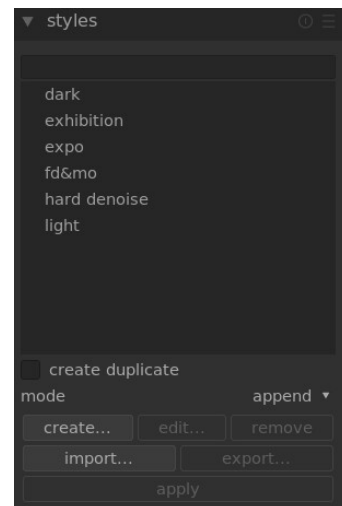 styles
dark
exhibition
expo
fd&mo
hard denoise
light
create duplicate
mode append
create... edit... remove
import... export...
apply